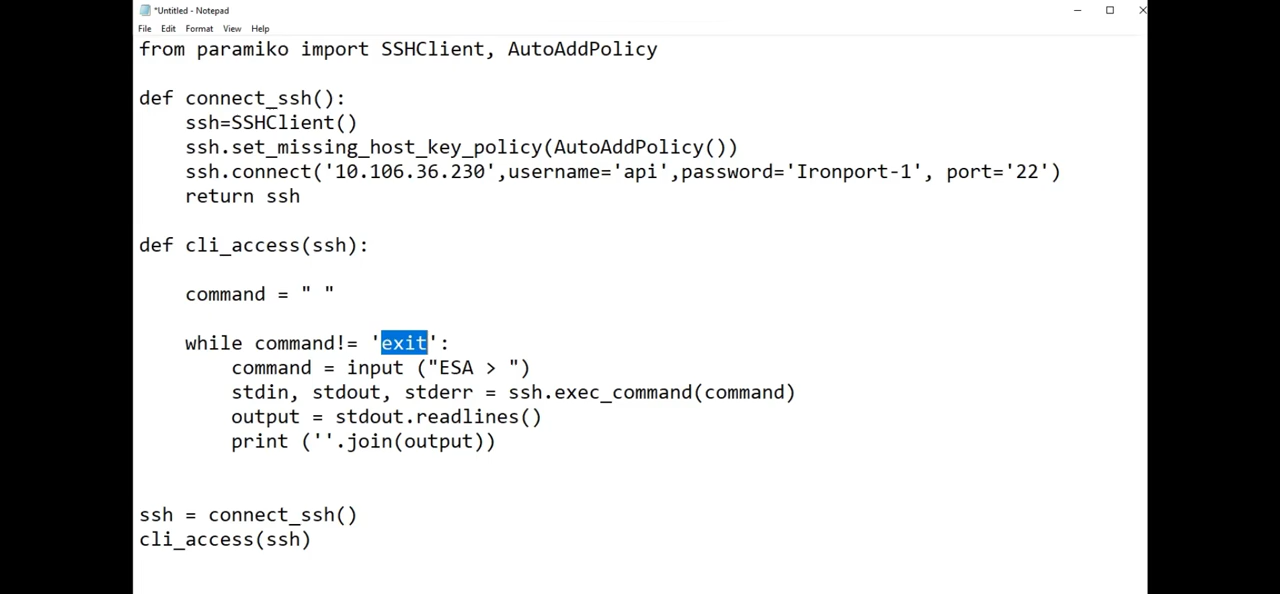 *Untitled - Notepad
File Edit Format View Help
from paramiko import SSHClient, AutoAddPolicy
def connect_ssh():
    ssh=SSHClient()
    ssh.set_missing_host_key_policy(AutoAddPolicy())
    ssh.connect('10.106.36.230',username='api',password='Ironport-1', port='22')
    return ssh
def cli_access(ssh):
    command = " "
    while command!= 'exit':
        command = input ("ESA > ")
        stdin, stdout, stderr = ssh.exec_command(command)
        output = stdout.readlines()
        print (''.join(output))
ssh = connect_ssh()
cli_access(ssh)